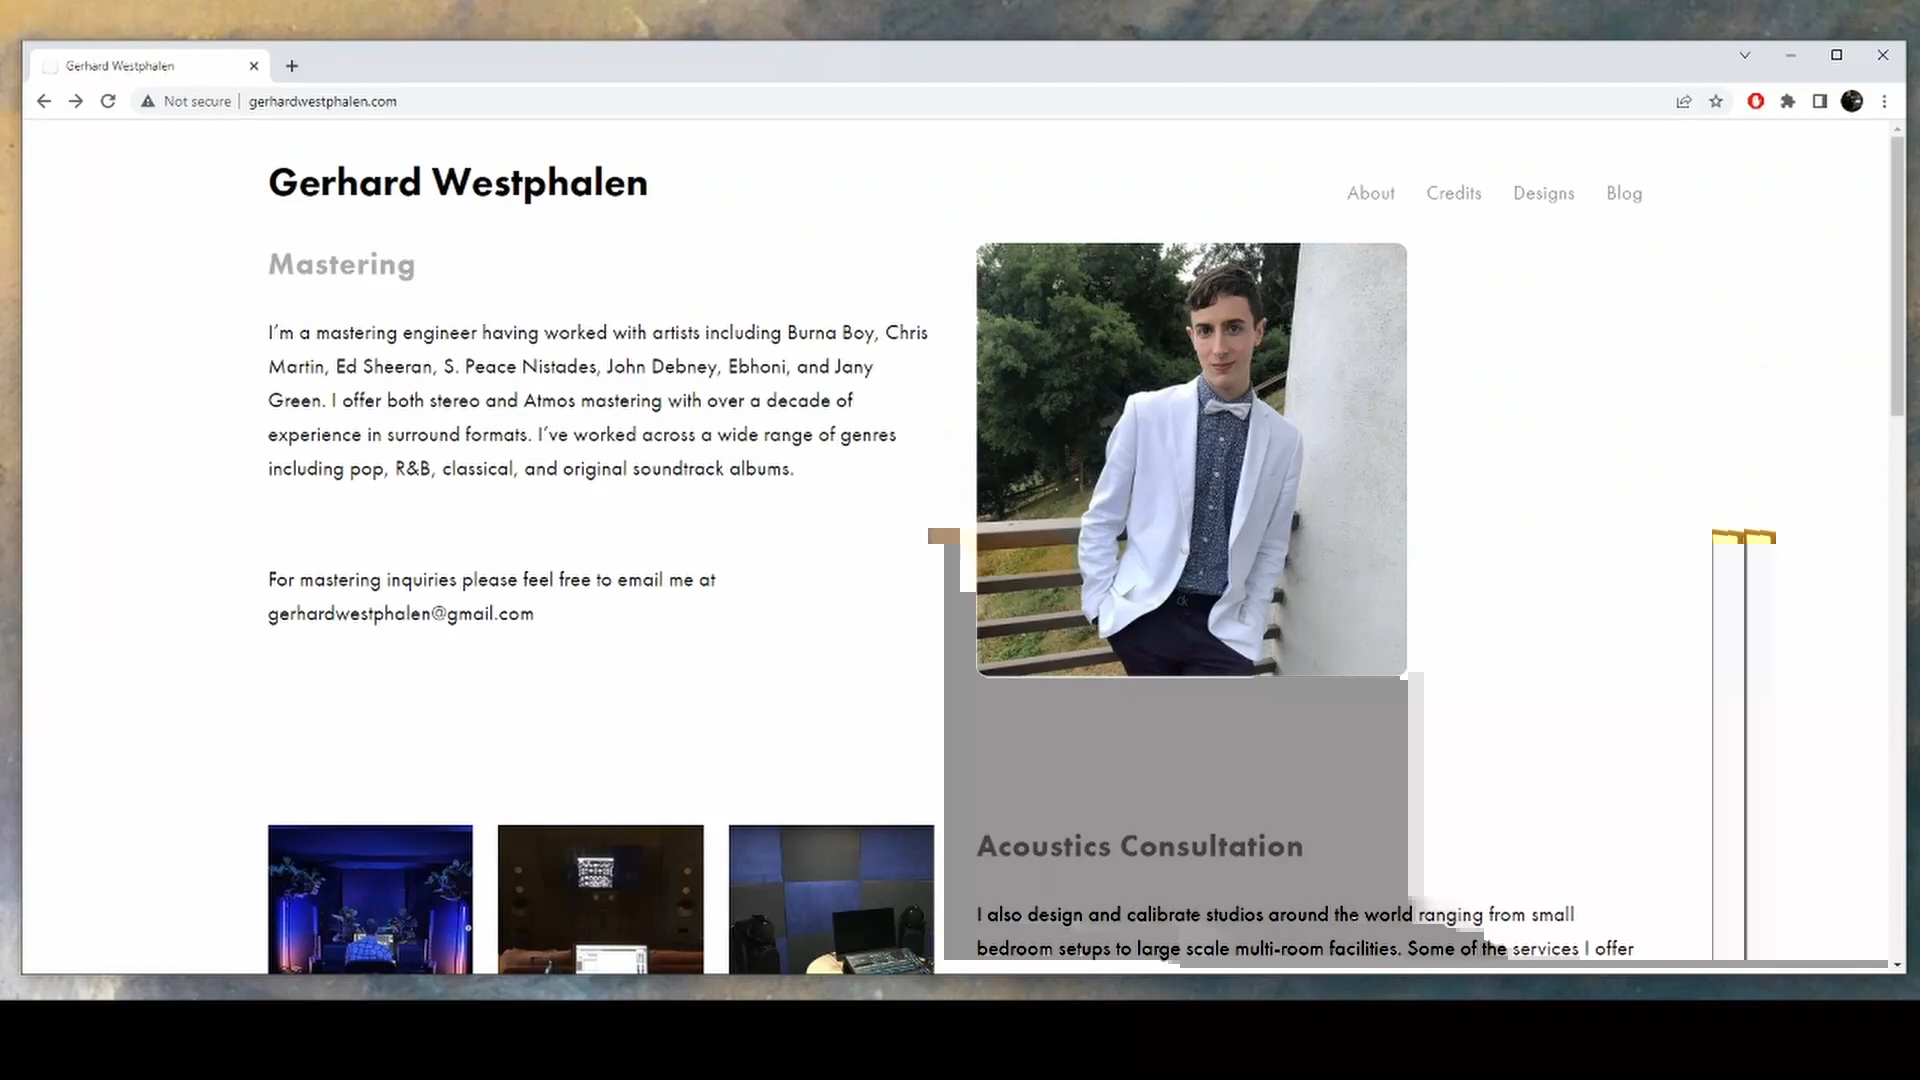 Gerhard Westphalen
Not secure
gerhardwestphalen.com
Gerhard Westphalen
About
Credits
Designs
Blog
Mastering
I'm a mastering engineer having worked with artists including Burna Boy, Chris
Martin, Ed Sheeran, S. Peace Nistades, John Debney, Ebhoni, and Jany
Green. I offer both stereo and Atmos mastering with over a decade of
experience in surround formats. I've worked across a wide range of genres
including pop, R&B, classical, and original soundtrack albums.
For mastering inquiries please feel free to email me at
gerhardwestphalen@gmail.com
Acoustics Consultation
I also design and calibrate studios around the world ranging from small
bedroom setups to large scale multi-room facilities. Some of the services I offer